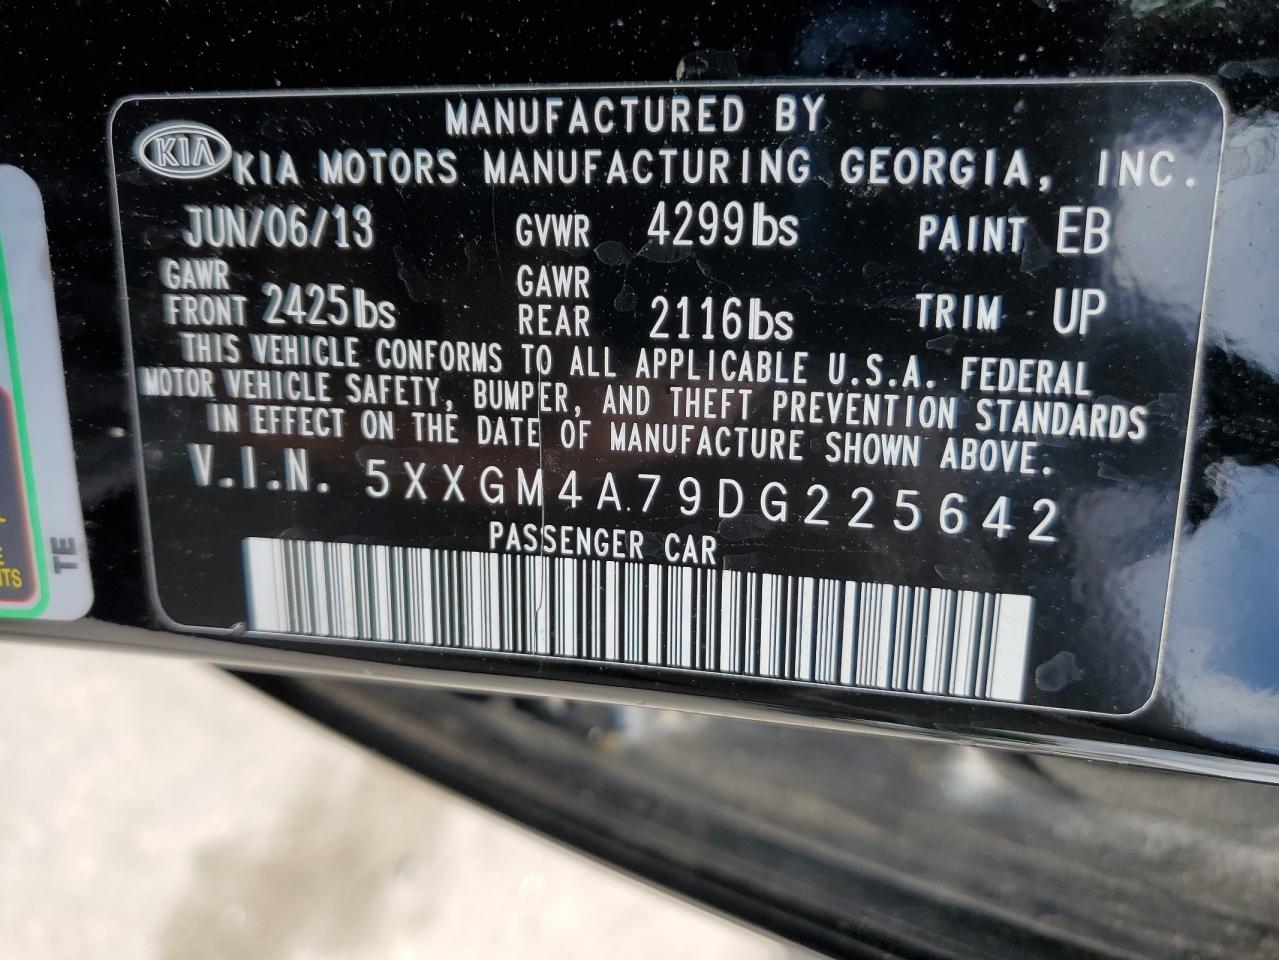 MANUFACTURED BY
KIA KIA MOTORS MANUFACTURING GEORGIA, INC.
JUN/06/13 GVWR 4299lbs PAINT EB
GAWR FRONT 2425lbs GAWR REAR 2116lbs TRIM UP
THIS VEHICLE CONFORMS TO ALL APPLICABLE U.S.A. FEDERAL
MOTOR VEHICLE SAFETY, BUMPER, AND THEFT PREVENTION STANDARDS
IN EFFECT ON THE DATE OF MANUFACTURE SHOWN ABOVE.
V.I.N. 5XXGM4A79DG225642
PASSENGER CAR
TE